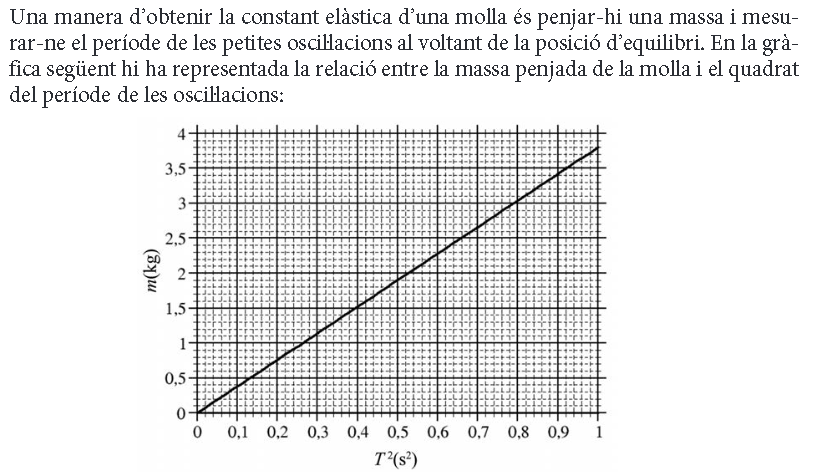 Una manera d'obtenir la constant elàstica d'una molla és penjar-hi una massa i mesu-
rar-ne el període de les petites oscil·lacions al voltant de la posició d'equilibri. En la grà-
fica següent hi ha representada la relació entre la massa penjada de la molla i el quadrat
del període de les oscil·lacions:
4
3,5
3
2,5
2
1,5
1
0,5
0
m(kg)
0 0,1 0,2 0,3 0,4 0,5 0,6 0,7 0,8 0,9 1
T²(s²)